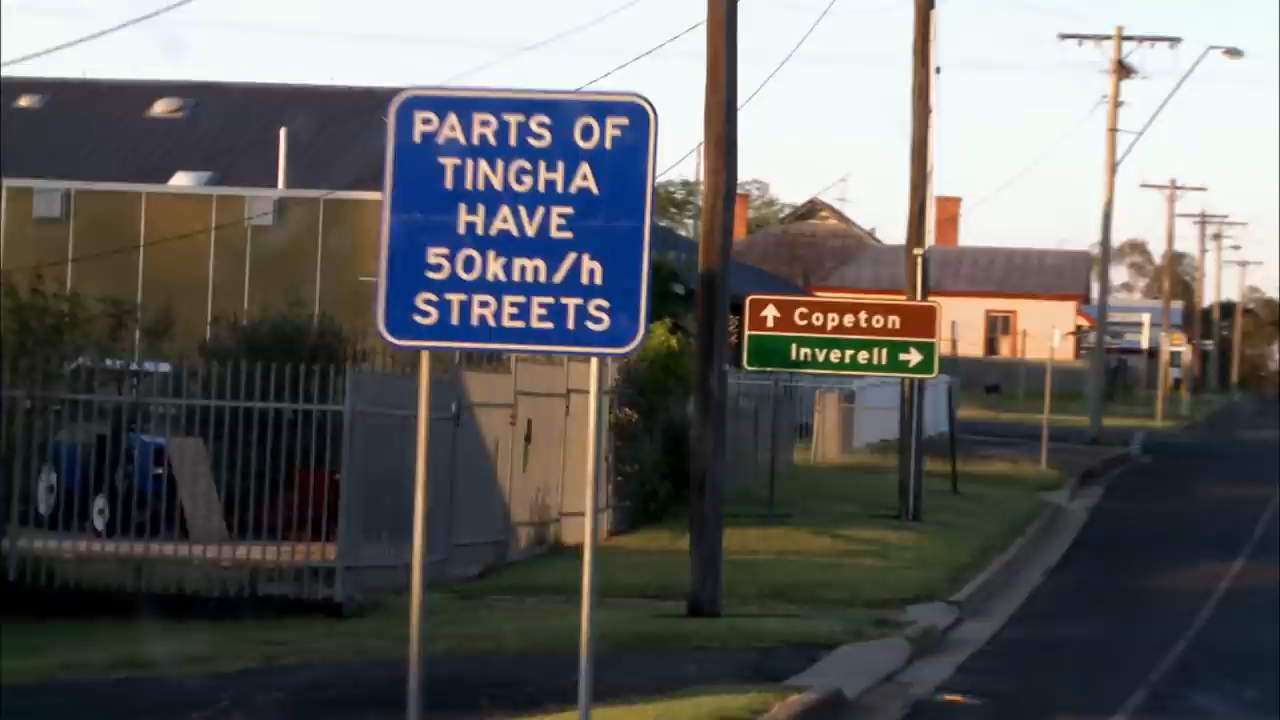 PARTS OF
TINGHA
HAVE
50km/h
STREETS
Copeton
Inverell